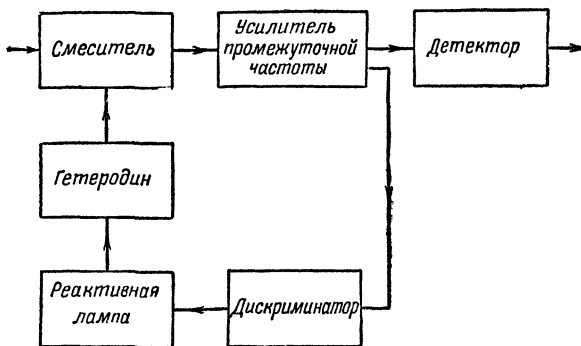 Смеситель
Усилитель
промежуточной
частоты
Детектор
Гетеродин
Реактивная
лампа
Дискриминатор